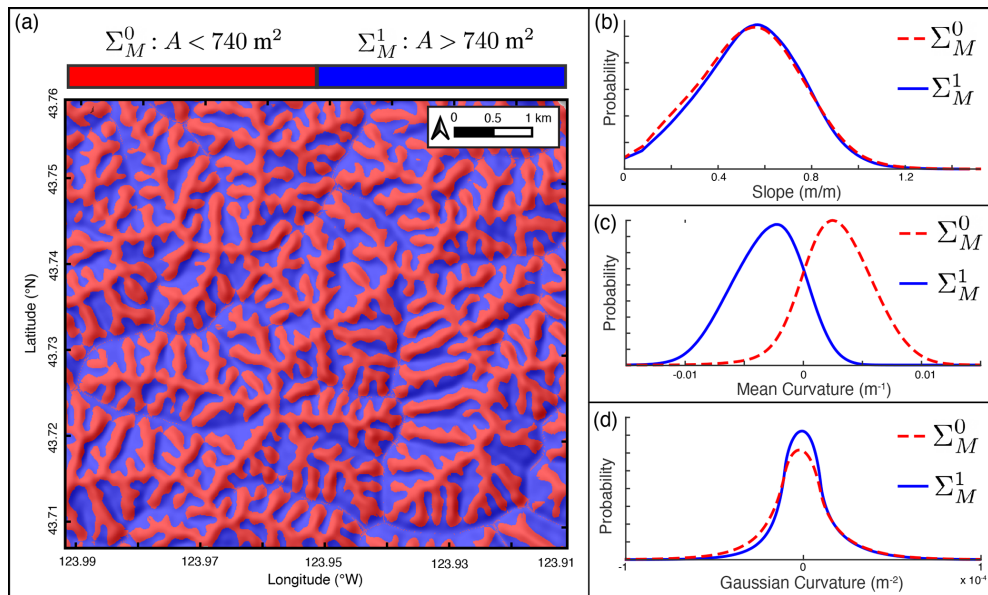 (a)
Σ⁰_M : A < 740 m² Σ¹_M : A > 740 m²
0 0.5 1 km
43.76
43.75
43.74
43.73
43.72
43.71
Latitude (°N)
123.99 123.97 123.95 123.93 123.91
Longitude (°W)
(b)
Probability
Σ⁰_M
Σ¹_M
0 0.4 0.8 1.2
Slope (m/m)
(c)
Probability
Σ⁰_M
Σ¹_M
-0.01 0 0.01
Mean Curvature (m⁻¹)
(d)
Probability
Σ⁰_M
Σ¹_M
-1 0 1
Gaussian Curvature (m⁻²) x 10⁻⁴